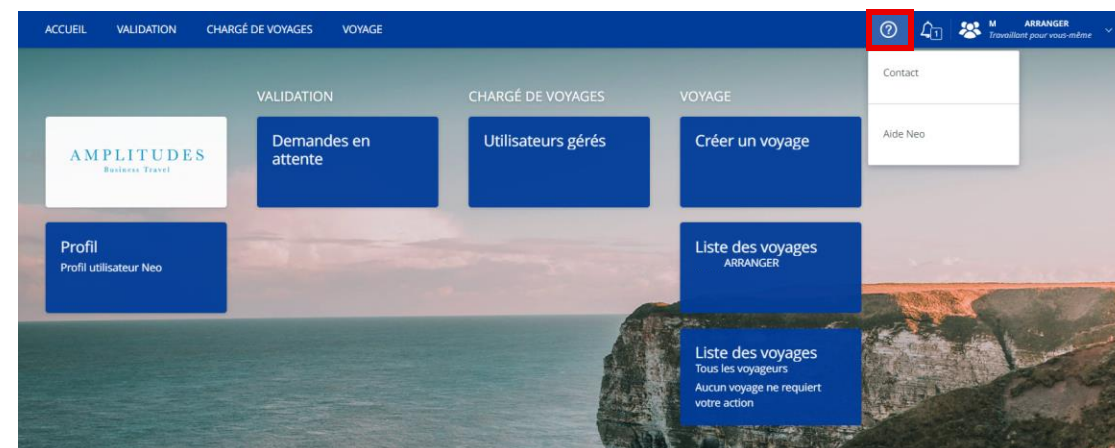 ACCUEIL VALIDATION CHARGÉ DE VOYAGES VOYAGE
1
M ARRANGER
Travaillant pour vous-même
Contact
Aide Neo
AMPLITUDES
Business Travel
Profil
Profil utilisateur Neo
VALIDATION
Demandes en
attente
CHARGÉ DE VOYAGES
Utilisateurs gérés
VOYAGE
Créer un voyage
Liste des voyages
ARRANGER
Liste des voyages
Tous les voyageurs
Aucun voyage ne requiert
votre action